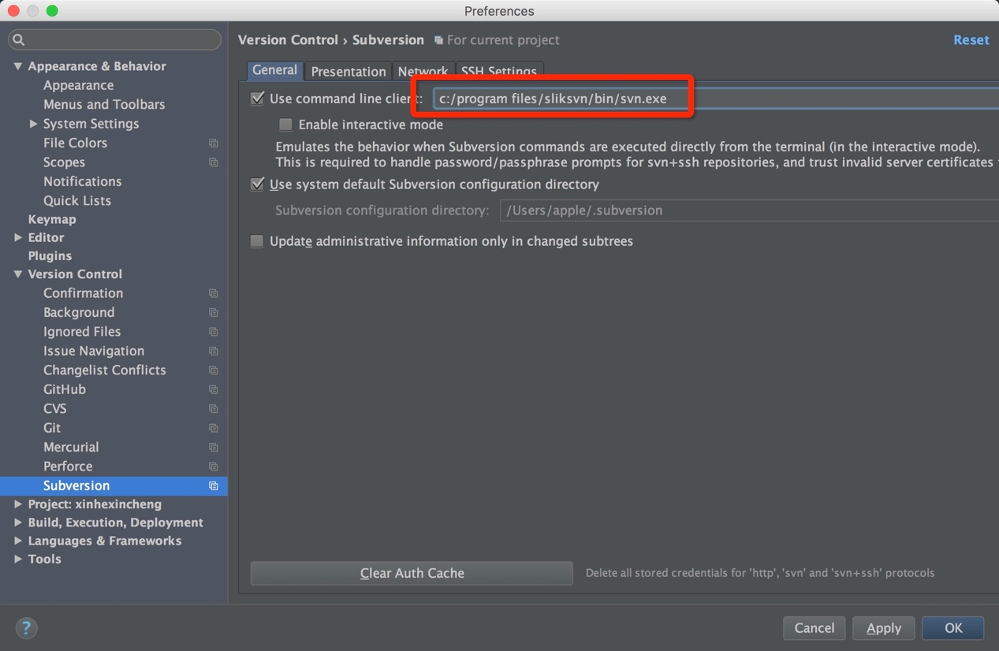 Preferences
Version Control › Subversion For current project Reset
Appearance & Behavior
Appearance
Menus and Toolbars
System Settings
File Colors
Scopes
Notifications
Quick Lists
Keymap
Editor
Plugins
Version Control
Confirmation
Background
Ignored Files
Issue Navigation
Changelist Conflicts
GitHub
CVS
Git
Mercurial
Perforce
Subversion
Project: xinhexincheng
Build, Execution, Deployment
Languages & Frameworks
Tools
General Presentation Network SSH Settings
Use command line client: c:/program files/sliksvn/bin/svn.exe
Enable interactive mode
Emulates the behavior when Subversion commands are executed directly from the terminal (in the interactive mode).
This is required to handle password/passphrase prompts for svn+ssh repositories, and trust invalid server certificates
Use system default Subversion configuration directory
Subversion configuration directory: /Users/apple/.subversion
Update administrative information only in changed subtrees
Clear Auth Cache Delete all stored credentials for 'http', 'svn' and 'svn+ssh' protocols
? Cancel Apply OK